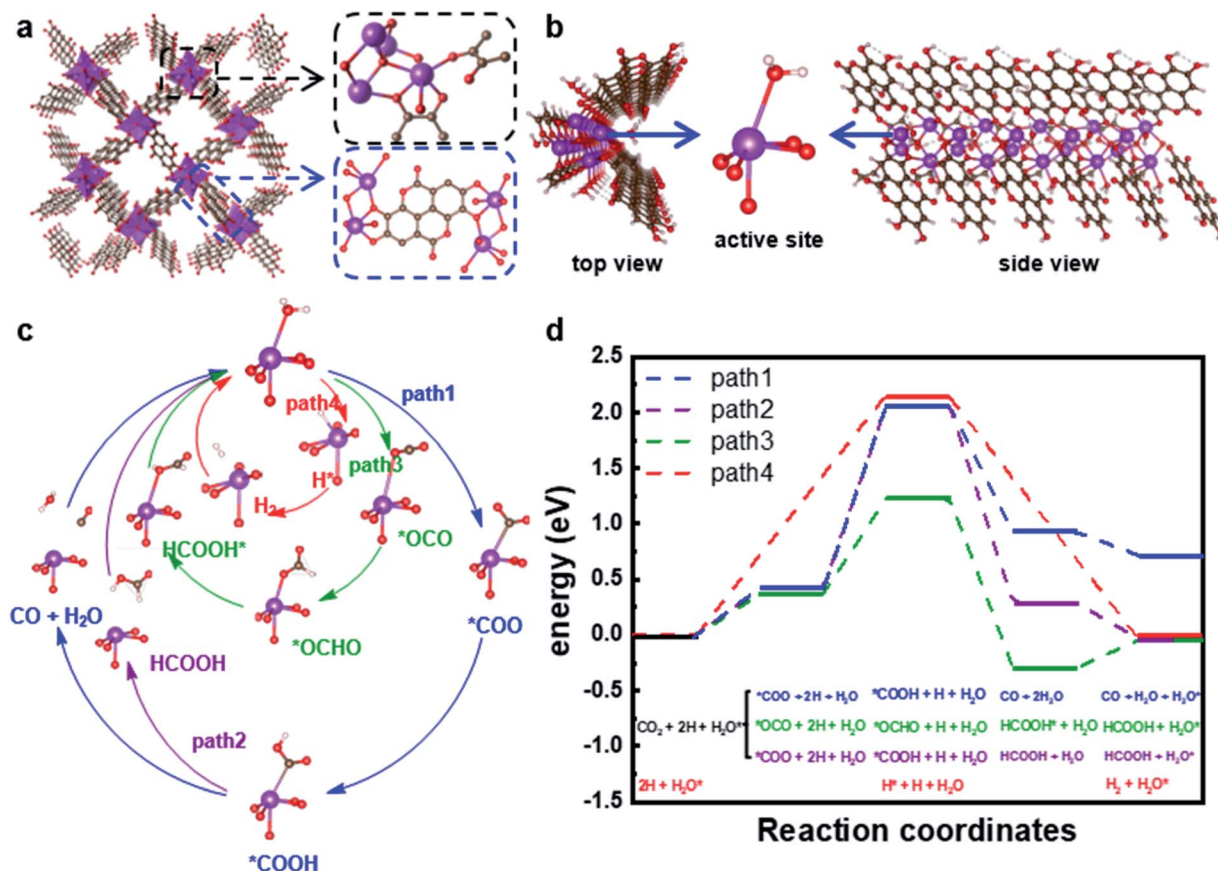 a
b
top view
active site
side view
c
path1
path4
path3
H*
H₂
*OCO
HCOOH*
*OCHO
*COO
CO + H₂O
HCOOH
path2
*COOH
d
2.5
2.0
1.5
1.0
0.5
0.0
-0.5
-1.0
-1.5
energy (eV)
path1
path2
path3
path4
*COO + 2H + H₂O *COOH + H + H₂O CO + 2H₂O CO + H₂O + H₂O*
CO₂ + 2H + H₂O* *OCO + 2H + H₂O *OCHO + H + H₂O HCOOH* + H₂O HCOOH + H₂O*
*COO + 2H + H₂O *COOH + H + H₂O HCOOH + H₂O HCOOH + H₂O*
2H + H₂O* H* + H + H₂O H₂ + H₂O*
Reaction coordinates